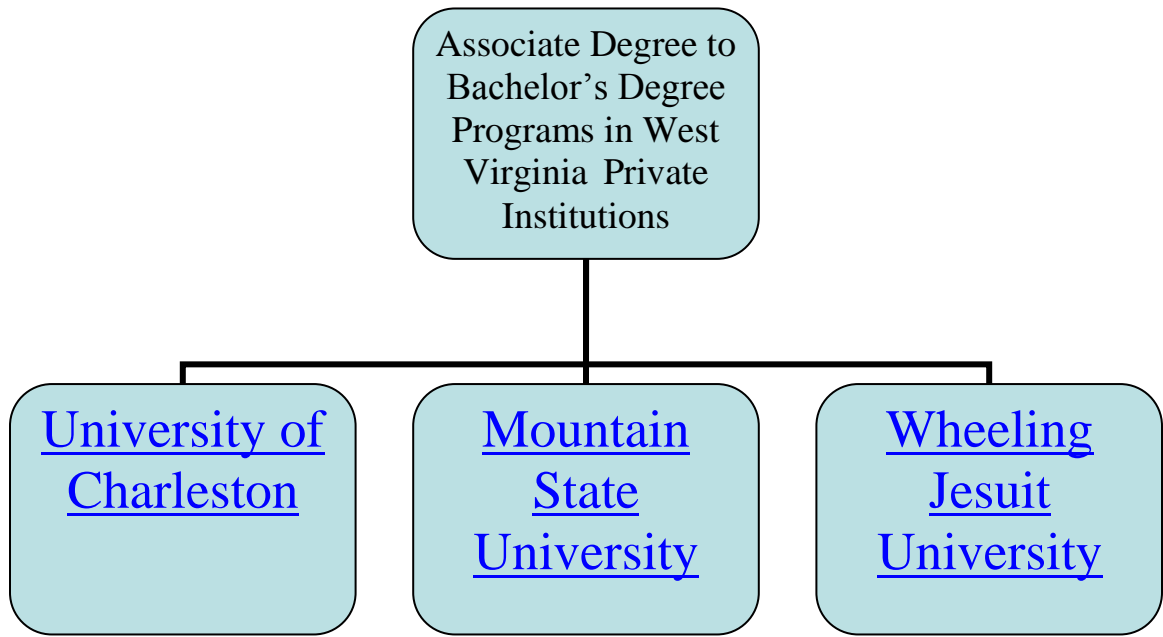 Associate Degree to
Bachelor’s Degree
Programs in West
Virginia Private
Institutions
University of
Charleston
Mountain
State
University
Wheeling
Jesuit
University